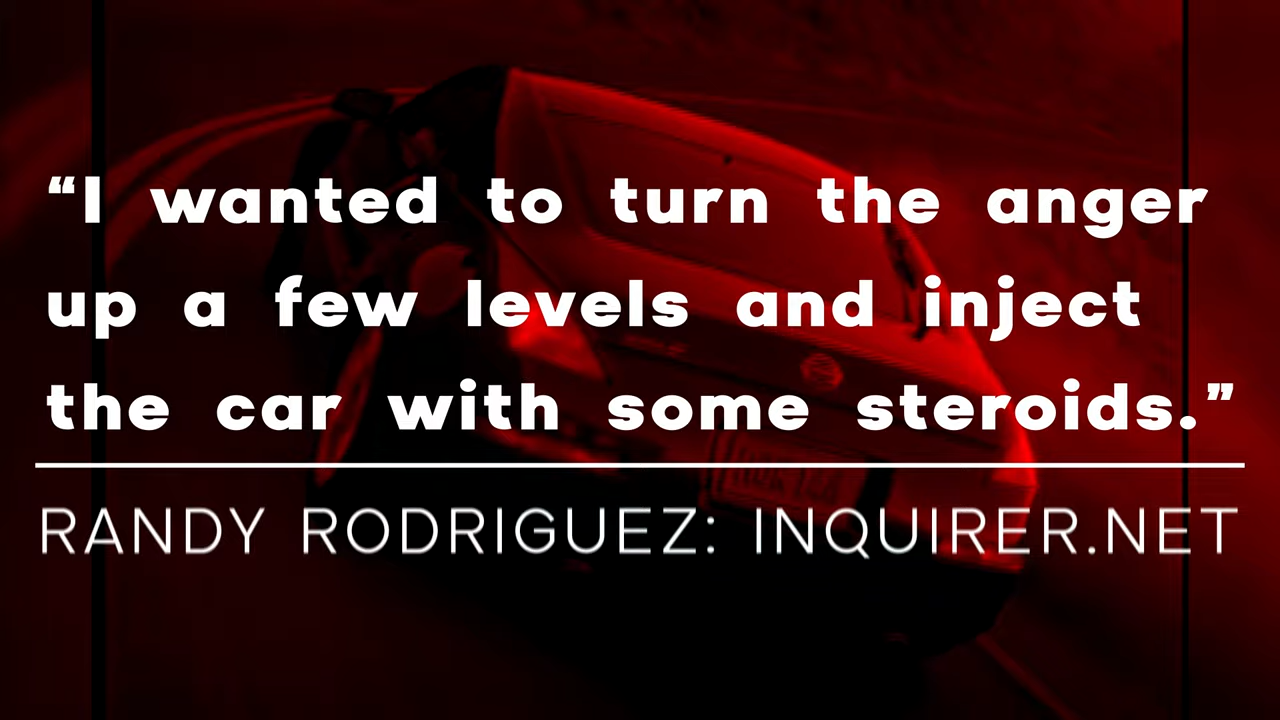 “I wanted to turn the anger
up a few levels and inject
the car with some steroids.”
RANDY RODRIGUEZ: INQUIRER.NET